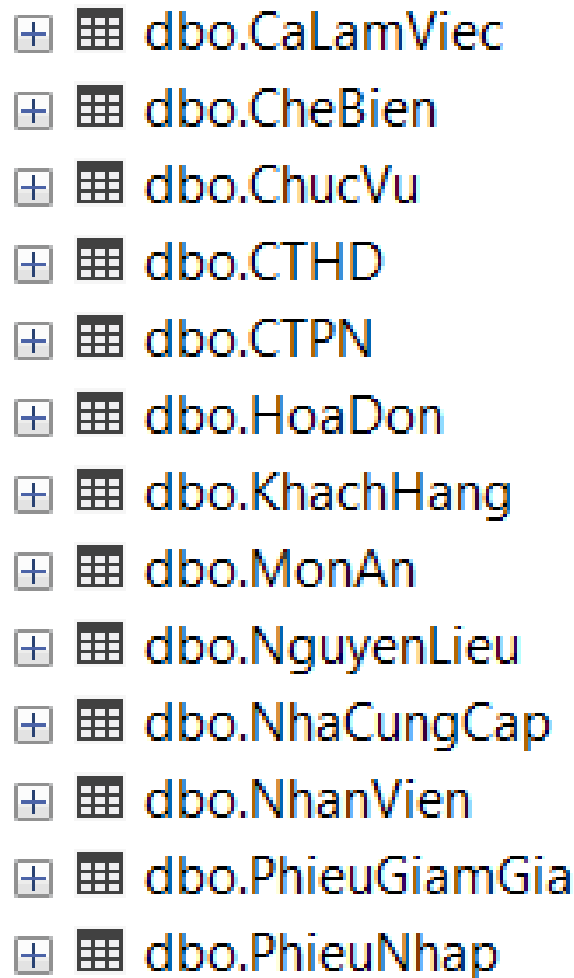 dbo.CaLamViec
dbo.CheBien
dbo.ChucVu
dbo.CTHD
dbo.CTPN
dbo.HoaDon
dbo.KhachHang
dbo.MonAn
dbo.NguyenLieu
dbo.NhaCungCap
dbo.NhanVien
dbo.PhieuGiamGia
dbo.PhieuNhap